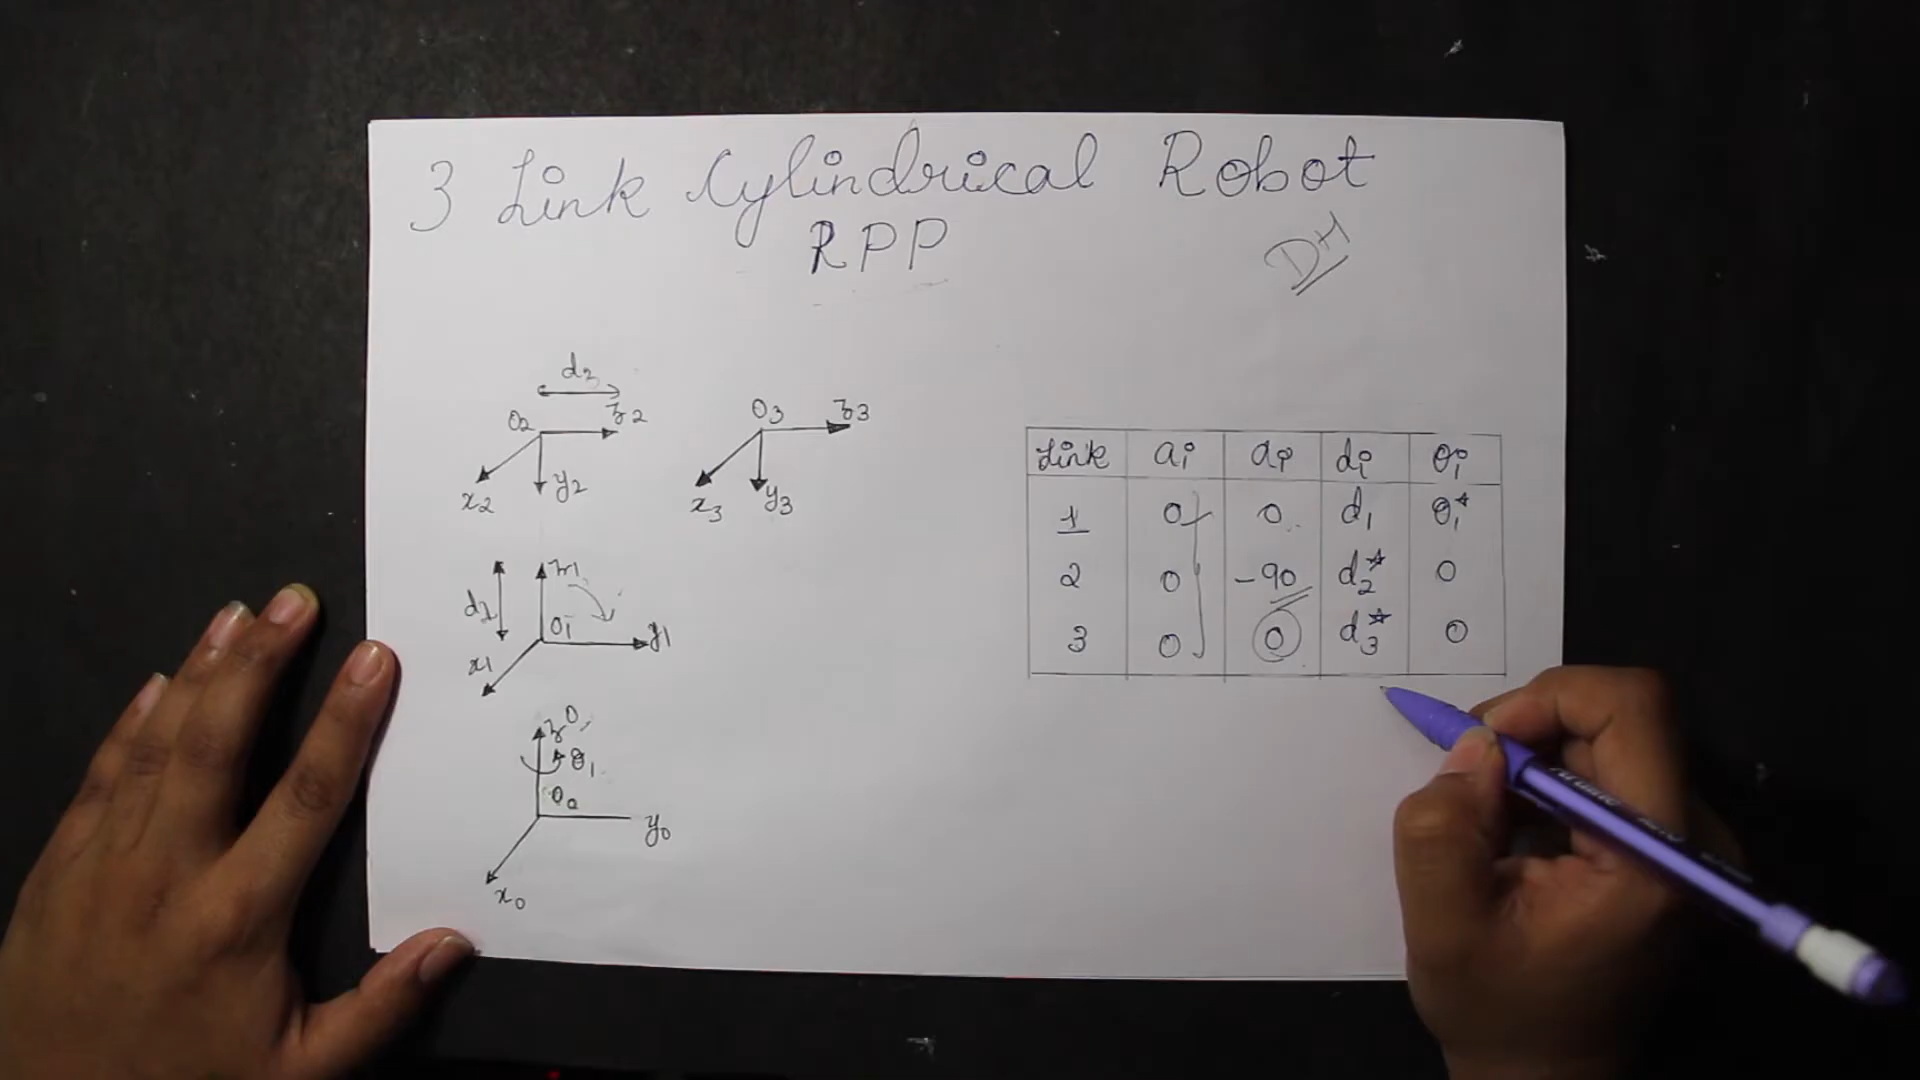 3 Link Cylindrical Robot
RPP
DH
d3
O2 z2
x2 y2
O3 z3
x3 y3
d2 z1
O1 y1
x1
z0
θ1
O0
y0
x0
Link ai αi di θi
1 0 0 d1 θ1*
2 0 -90 d2* 0
3 0 0 d3* 0